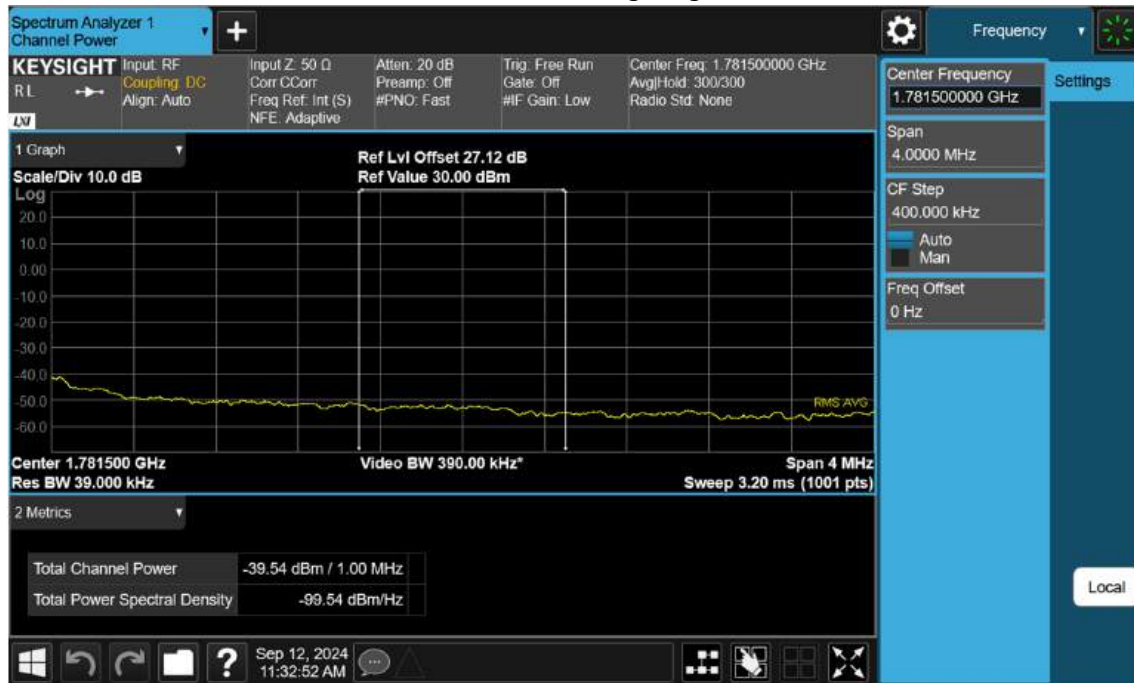 Spectrum Analyzer 1
Channel Power
+
Frequency
KEYSIGHT
RL
LXI
Input: RF
Coupling: DC
Align: Auto
Input Z: 50 Ω
Corr CCorr
Freq Ref: Int (S)
NFE: Adaptive
Atten: 20 dB
Preamp: Off
#PNO: Fast
Trig: Free Run
Gate: Off
#IF Gain: Low
Center Freq: 1.781500000 GHz
Avg|Hold: 300/300
Radio Std: None
Center Frequency
1.781500000 GHz
Settings
Span
4.0000 MHz
CF Step
400.000 kHz
Auto
Man
Freq Offset
0 Hz
Local
1 Graph
Scale/Div 10.0 dB
Ref Lvl Offset 27.12 dB
Ref Value 30.00 dBm
Log
20.0
10.0
0.00
-10.0
-20.0
-30.0
-40.0
-50.0
-60.0
RMS AVG
Center 1.781500 GHz
Video BW 390.00 kHz*
Span 4 MHz
Res BW 39.000 kHz
Sweep 3.20 ms (1001 pts)
2 Metrics
Total Channel Power -39.54 dBm / 1.00 MHz
Total Power Spectral Density -99.54 dBm/Hz
?
Sep 12, 2024
11:32:52 AM